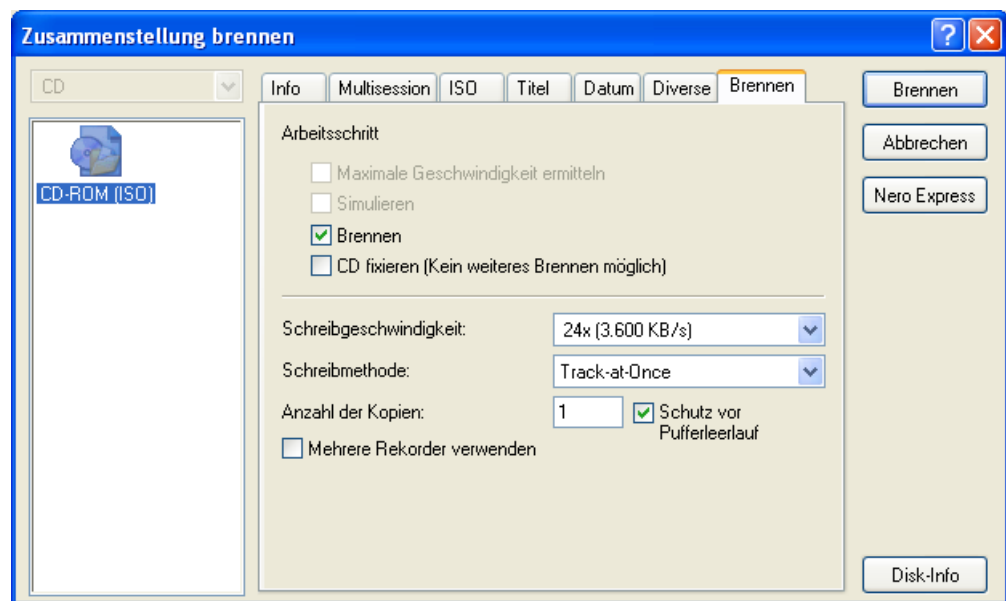 Zusammenstellung brennen
CD
CD-ROM (ISO)
Info Multisession ISO Titel Datum Diverse Brennen
Arbeitsschritt
Maximale Geschwindigkeit ermitteln
Simulieren
Brennen
CD fixieren (Kein weiteres Brennen möglich)
Schreibgeschwindigkeit: 24x (3.600 KB/s)
Schreibmethode: Track-at-Once
Anzahl der Kopien: 1 Schutz vor
Pufferleerlauf
Mehrere Rekorder verwenden
Brennen
Abbrechen
Nero Express
Disk-Info